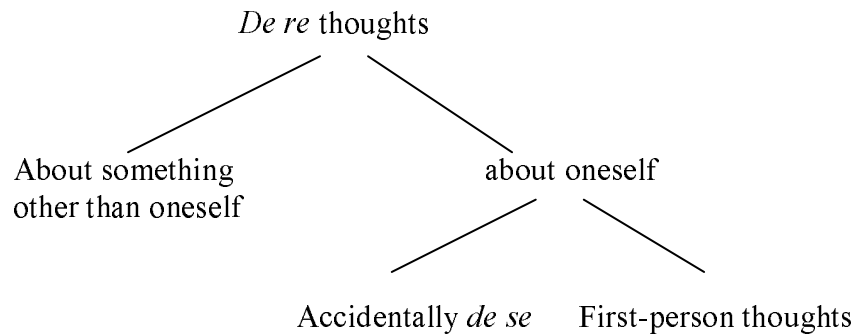 De re thoughts
About something
other than oneself
about oneself
Accidentally de se
First-person thoughts